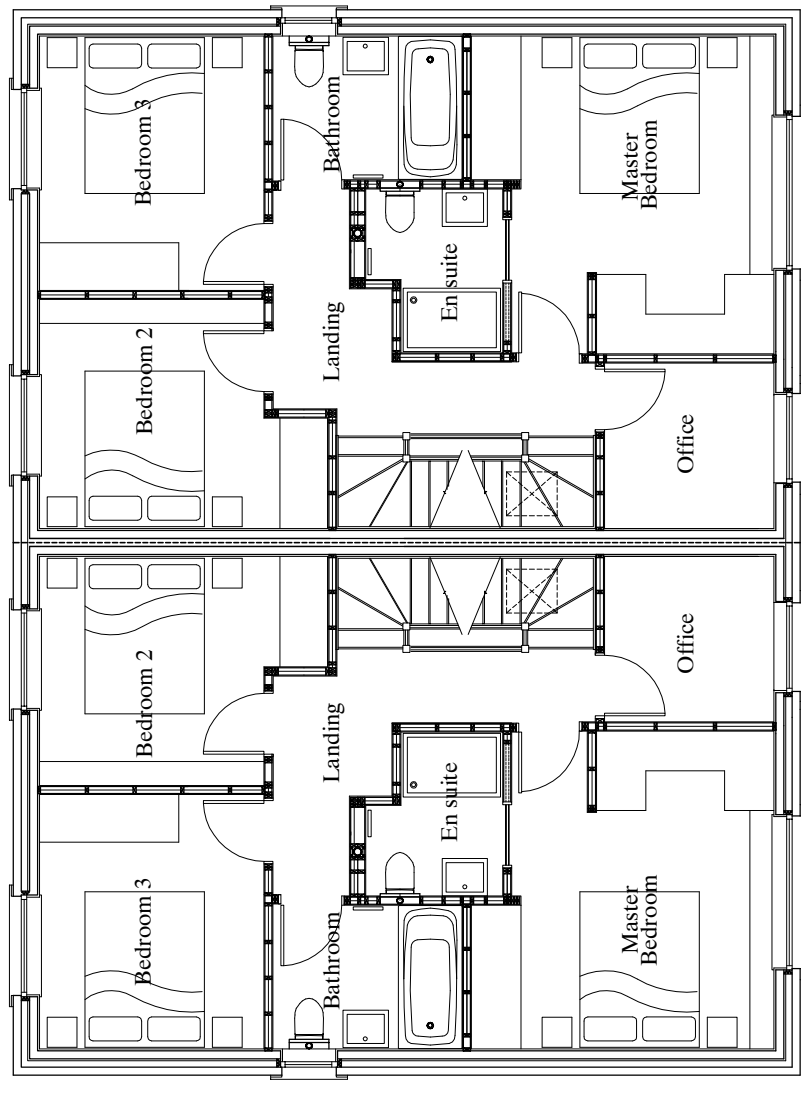 Bedroom 3
Bathroom
Master
Bedroom
En suite
Landing
Bedroom 2
Office
Bedroom 2
Office
Landing
En suite
Bedroom 3
Bathroom
Master
Bedroom